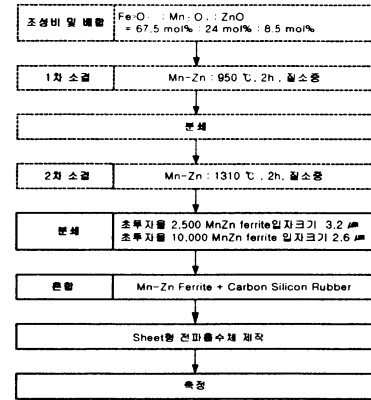 조성비 및 배합
Fe₂O₃ : Mn₃O₄ : ZnO
= 67.5 mol% : 24 mol% : 8.5 mol%
1차 소결
Mn-Zn : 950 ℃, 2h, 질소중
분쇄
2차 소결
Mn-Zn : 1310 ℃, 2h, 질소중
분쇄
초투자율 2,500 MnZn ferrite입자크기 3.2 ㎛
초투자율 10,000 MnZn ferrite 입자크기 2.6 ㎛
혼합
Mn-Zn Ferrite + Carbon Silicon Rubber
Sheet형 전파흡수체 제작
측정